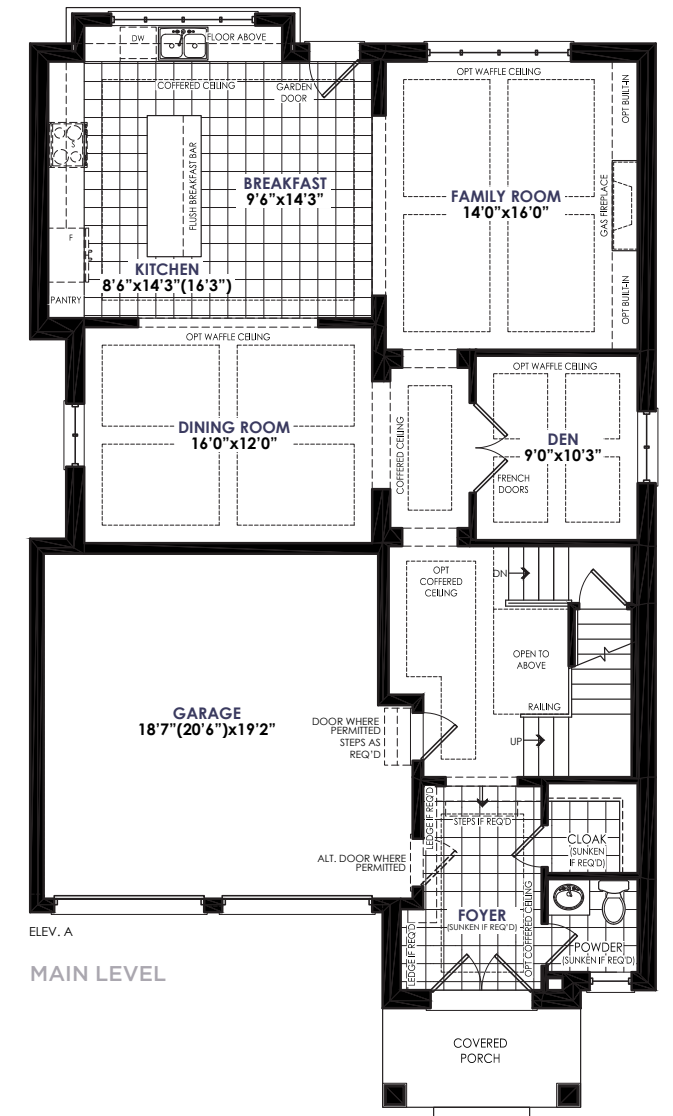 DW
FLOOR ABOVE
COFFERED CEILING
GARDEN
DOOR
OPT WAFFLE CEILING
OPT BUILT-IN
S
FLUSH BREAKFAST BAR
BREAKFAST
9'6"x14'3"
FAMILY ROOM
14'0"x16'0"
GAS FIREPLACE
F
KITCHEN
8'6"x14'3"(16'3")
PANTRY
OPT BUILT-IN
OPT WAFFLE CEILING
OPT WAFFLE CEILING
DINING ROOM
16'0"x12'0"
COFFERED CEILING
DEN
9'0"x10'3"
FRENCH
DOORS
OPT
COFFERED
CEILING
DN
OPEN TO
ABOVE
RAILING
UP
GARAGE
18'7"(20'6")x19'2"
DOOR WHERE
PERMITTED
STEPS AS
REQ'D
LEDGE IF REQ'D
STEPS IF REQ'D
CLOAK
(SUNKEN
IF REQ'D)
ALT. DOOR WHERE
PERMITTED
FOYER
(SUNKEN IF REQ'D)
OPT COFFERED CEILING
LEDGE IF REQ'D
POWDER
(SUNKEN IF REQ'D)
ELEV. A
MAIN LEVEL
COVERED
PORCH